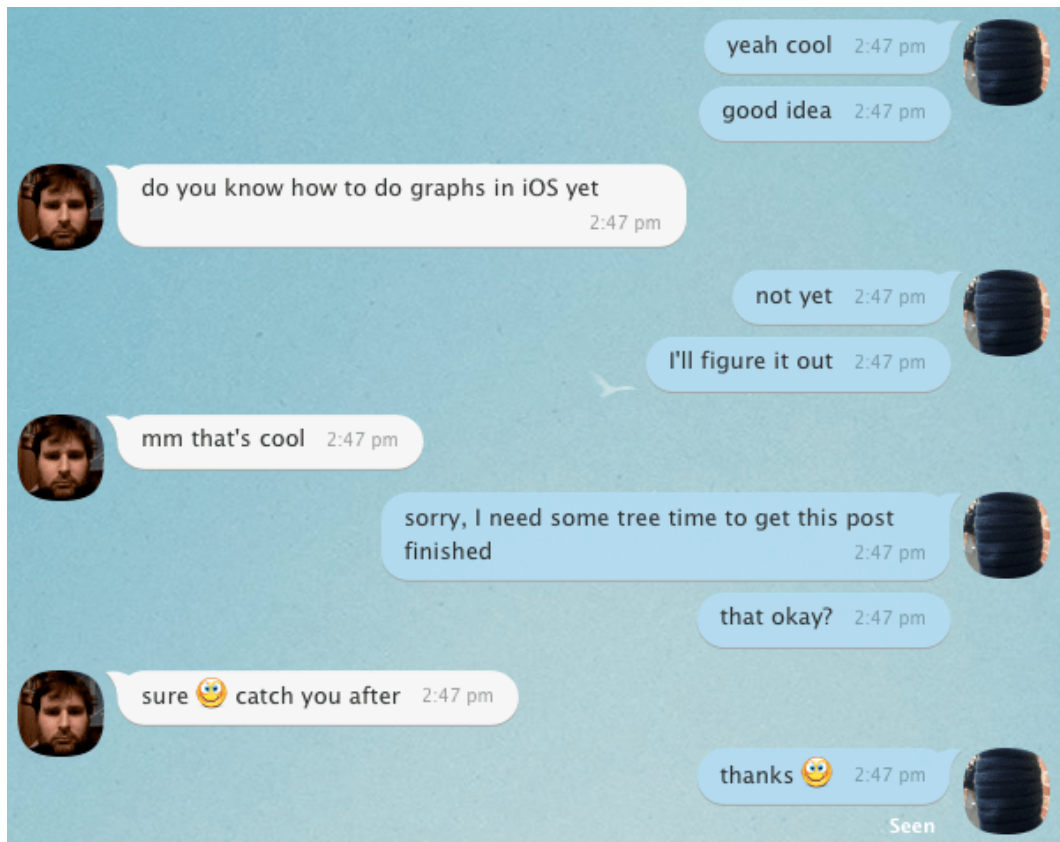 yeah cool 2:47 pm
good idea 2:47 pm
do you know how to do graphs in iOS yet
2:47 pm
not yet 2:47 pm
I'll figure it out 2:47 pm
mm that's cool 2:47 pm
sorry, I need some tree time to get this post
finished 2:47 pm
that okay? 2:47 pm
sure catch you after 2:47 pm
thanks 2:47 pm
Seen